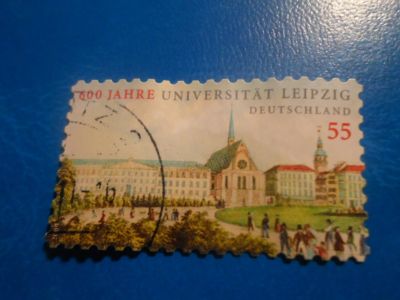 600 JAHRE UNIVERSITÄT LEIPZIG
DEUTSCHLAND
55